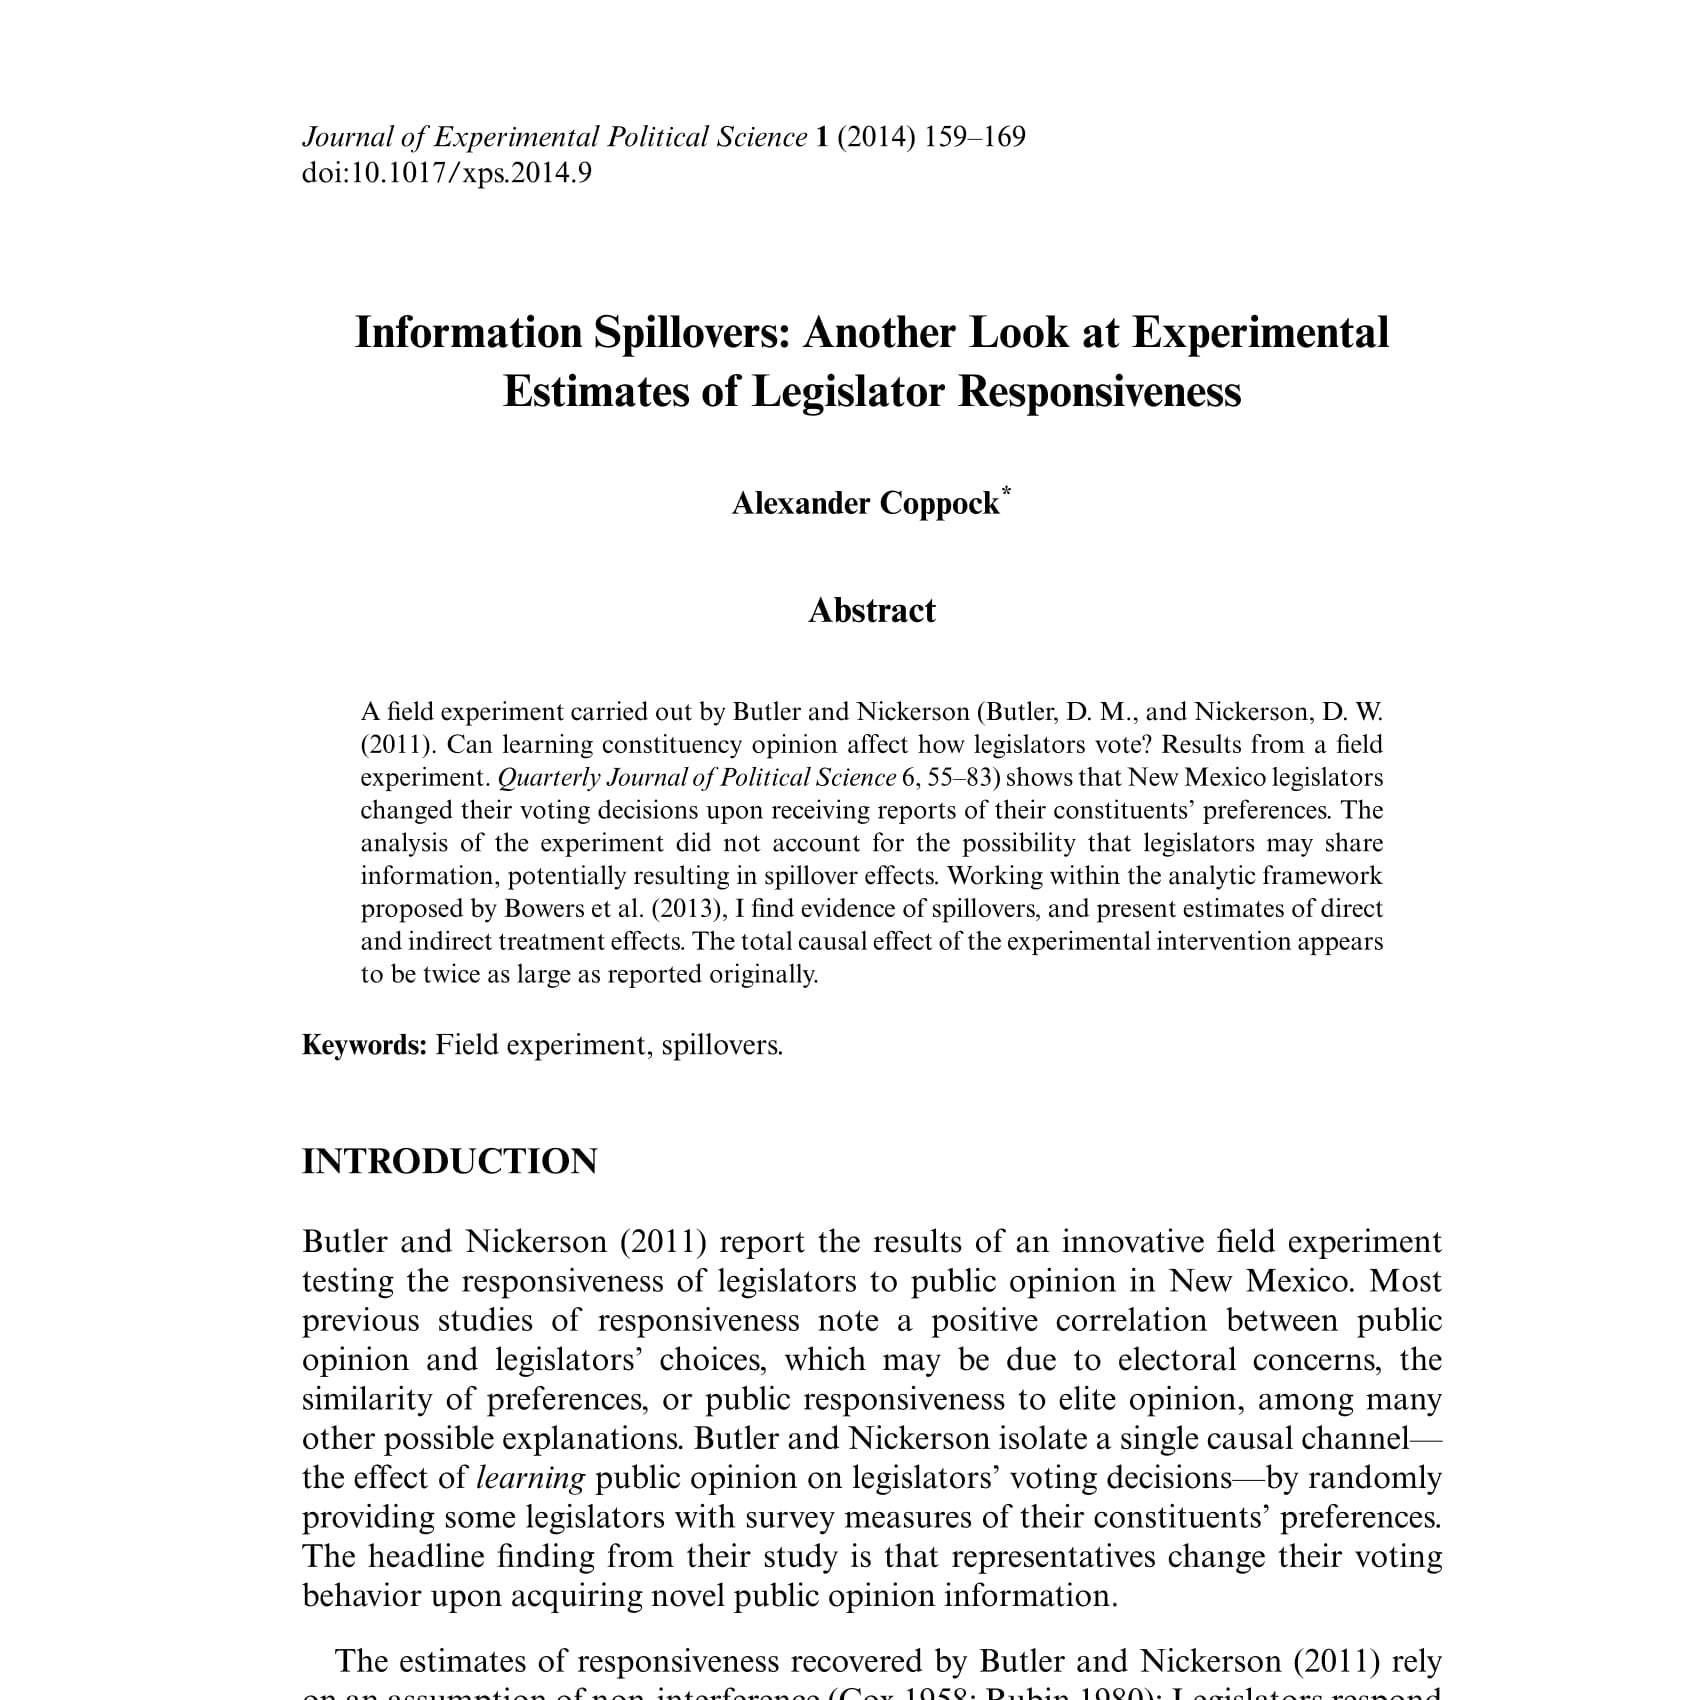 Journal of Experimental Political Science 1 (2014) 159–169
doi:10.1017/xps.2014.9
Information Spillovers: Another Look at Experimental
Estimates of Legislator Responsiveness
Alexander Coppock*
Abstract
A field experiment carried out by Butler and Nickerson (Butler, D. M., and Nickerson, D. W.
(2011). Can learning constituency opinion affect how legislators vote? Results from a field
experiment. Quarterly Journal of Political Science 6, 55–83) shows that New Mexico legislators
changed their voting decisions upon receiving reports of their constituents’ preferences. The
analysis of the experiment did not account for the possibility that legislators may share
information, potentially resulting in spillover effects. Working within the analytic framework
proposed by Bowers et al. (2013), I find evidence of spillovers, and present estimates of direct
and indirect treatment effects. The total causal effect of the experimental intervention appears
to be twice as large as reported originally.
Keywords: Field experiment, spillovers.
INTRODUCTION
Butler and Nickerson (2011) report the results of an innovative field experiment
testing the responsiveness of legislators to public opinion in New Mexico. Most
previous studies of responsiveness note a positive correlation between public
opinion and legislators’ choices, which may be due to electoral concerns, the
similarity of preferences, or public responsiveness to elite opinion, among many
other possible explanations. Butler and Nickerson isolate a single causal channel—
the effect of learning public opinion on legislators’ voting decisions—by randomly
providing some legislators with survey measures of their constituents’ preferences.
The headline finding from their study is that representatives change their voting
behavior upon acquiring novel public opinion information.
The estimates of responsiveness recovered by Butler and Nickerson (2011) rely
on an assumption of non-interference (Cox 1958; Rubin 1980): Legislators respond